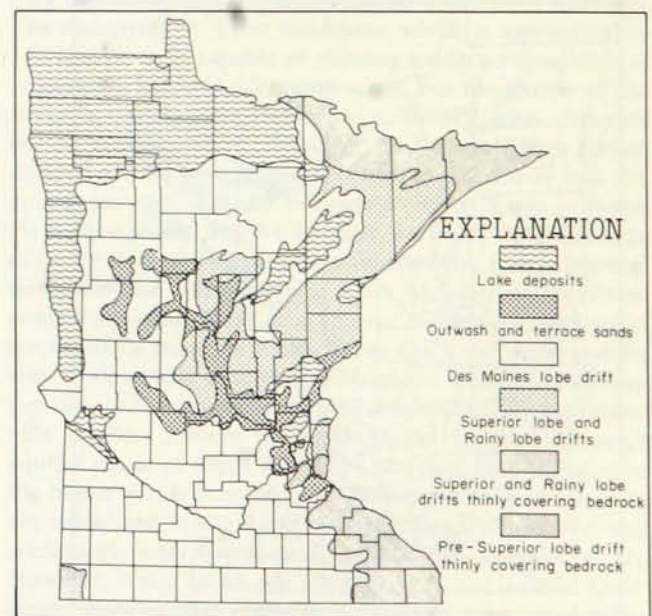 EXPLANATION
Lake deposits
Outwash and terrace sands
Des Moines lobe drift
Superior lobe and
Rainy lobe drifts
Superior and Rainy lobe
drifts thinly covering bedrock
Pre-Superior lobe drift
thinly covering bedrock